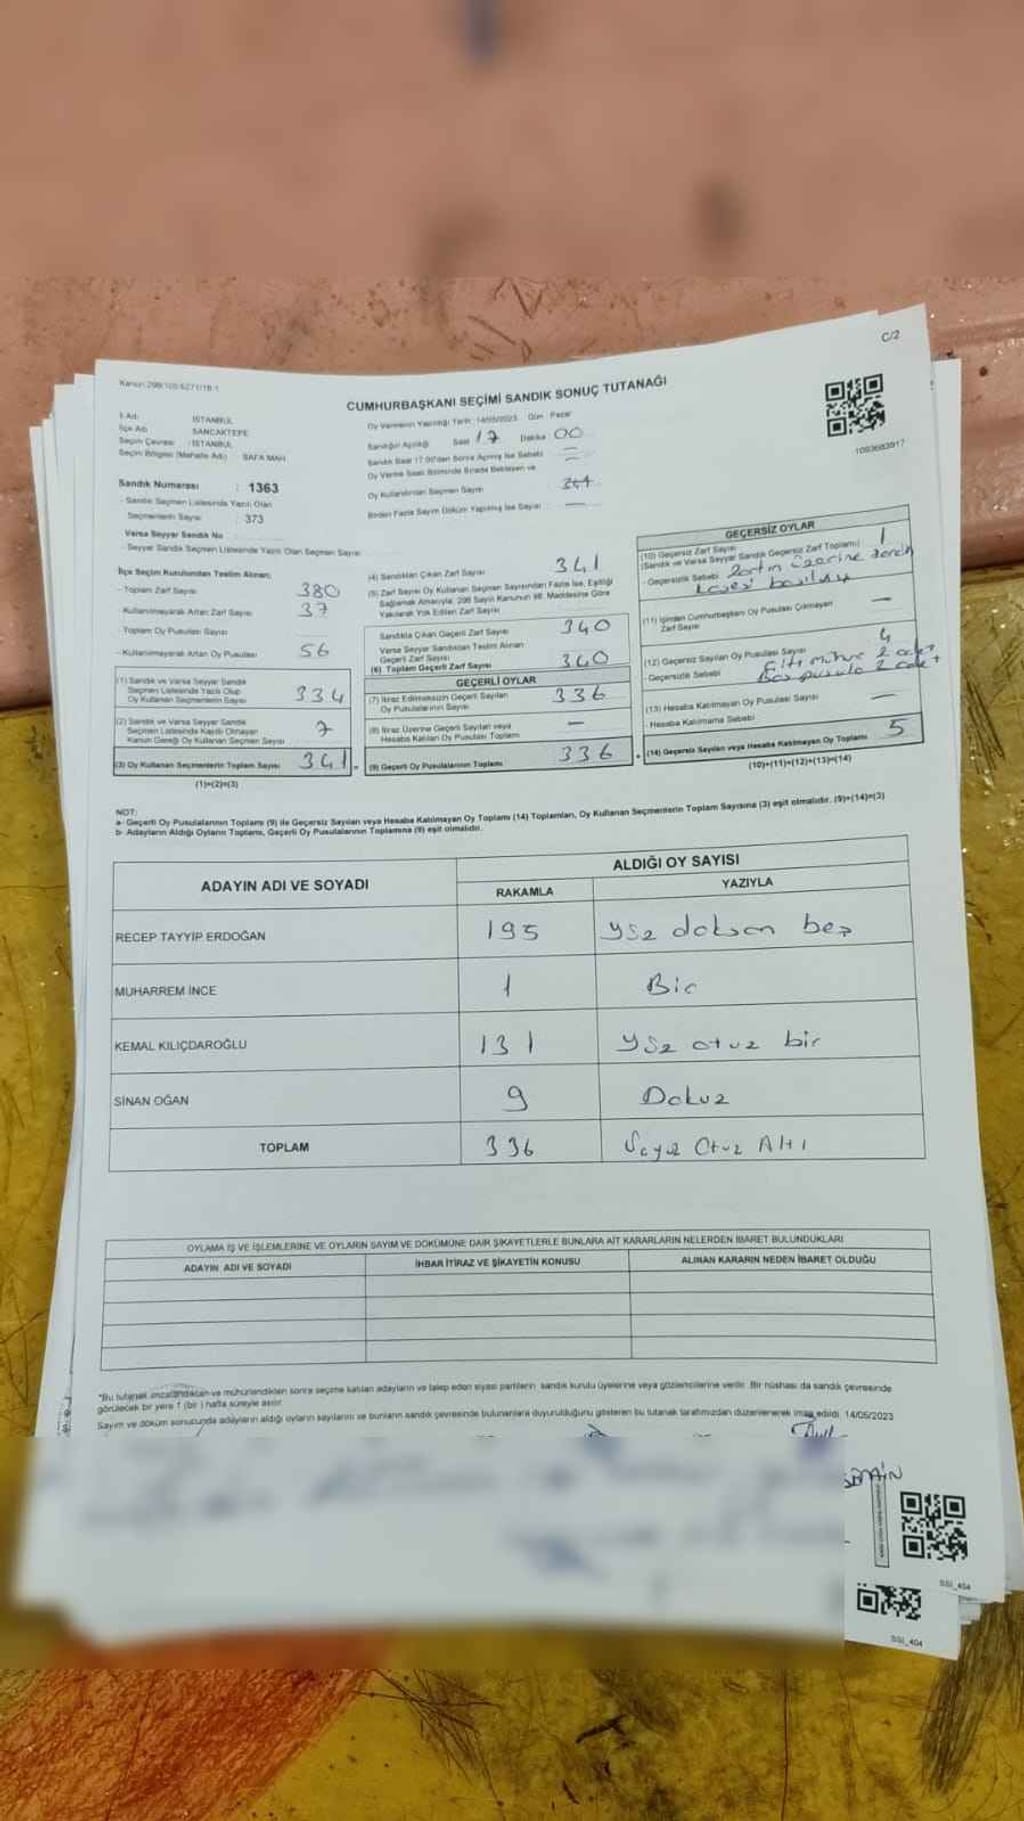 C/2
Kanun:298/105-5271/18-1
CUMHURBAŞKANI SEÇİMİ SANDIK SONUÇ TUTANAĞI
İl Adı : İSTANBUL
İlçe Adı : SANCAKTEPE
Seçim Çevresi : İSTANBUL
Seçim Bölgesi (Mahalle Adı) : SAFA MAH.
Oy Vermenin Yapıldığı Tarih: 14/05/2023 Gün : Pazar
Sandığın Açıldığı Saat 17 Dakika 00
Sandık Saat 17.00'den Sonra Açılmış İse Sebebi
Oy Verme Saati Bitiminde Sırada Bekleyen ve
Oy Kullandırılan Seçmen Sayısı
Birden Fazla Sayım Döküm Yapılmış İse Sayısı —
1093683917
Sandık Numarası : 1363
- Sandık Seçmen Listesinde Yazılı Olan
Seçmenlerin Sayısı : 373
Varsa Seyyar Sandık No
- Seyyar Sandık Seçmen Listesinde Yazılı Olan Seçmen Sayısı
İlçe Seçim Kurulundan Teslim Alınan;
- Toplam Zarf Sayısı 380
- Kullanılmayarak Artan Zarf Sayısı 37
- Toplam Oy Pusulası Sayısı
- Kullanılmayarak Artan Oy Pusulası 56
(1) Sandık ve Varsa Seyyar Sandık
Seçmen Listesinde Yazılı Olup
Oy Kullanan Seçmenlerin Sayısı 334
(2) Sandık ve Varsa Seyyar Sandık
Seçmen Listesinde Kayıtlı Olmayan
Kanun Gereği Oy Kullanan Seçmen Sayısı 7
(3) Oy Kullanan Seçmenlerin Toplam Sayısı 341
(1)+(2)=(3)
(4) Sandıktan Çıkan Zarf Sayısı 341
(5) Zarf Sayısı Oy Kullanan Seçmen Sayısından Fazla İse, Eşitliği
Sağlamak Amacıyla, 298 Sayılı Kanunun 98. Maddesine Göre
Yakılarak Yok Edilen Zarf Sayısı
Sandıkta Çıkan Geçerli Zarf Sayısı 340
Varsa Seyyar Sandıktan Teslim Alınan
Geçerli Zarf Sayısı
(6) Toplam Geçerli Zarf Sayısı 340
GEÇERLİ OYLAR
(7) İtiraz Edilmeksizin Geçerli Sayılan
Oy Pusulalarının Sayısı 336
(8) İtiraz Üzerine Geçerli Sayılan veya
Hesaba Katılan Oy Pusulası Toplamı —
(9) Geçerli Oy Pusulalarının Toplamı 336
GEÇERSİZ OYLAR
(10) Geçersiz Zarf Sayısı 1
(Sandık ve Varsa Seyyar Sandık Geçersiz Zarf Toplamı)
- Geçersizlik Sebebi Zarfın üzerine tercih
kaşesi basılmış
(11) İçinden Cumhurbaşkanı Oy Pusulası Çıkmayan
Zarf Sayısı —
(12) Geçersiz Sayılan Oy Pusulası Sayısı 4
- Geçersizlik Sebebi Çift mühür 2 adet
Boş pusula 2 adet
(13) Hesaba Katılmayan Oy Pusulası Sayısı —
- Hesaba Katılmama Sebebi
(14) Geçersiz Sayılan veya Hesaba Katılmayan Oy Toplamı 5
(10)+(11)+(12)+(13)=(14)
NOT:
a- Geçerli Oy Pusulalarının Toplamı (9) ile Geçersiz Sayılan veya Hesaba Katılmayan Oy Toplamı (14) Toplamları, Oy Kullanan Seçmenlerin Toplam Sayısına (3) eşit olmalıdır. (9)+(14)=(3)
b- Adayların Aldığı Oyların Toplamı, Geçerli Oy Pusulalarının Toplamına (9) eşit olmalıdır.
ADAYIN ADI VE SOYADI
ALDIĞI OY SAYISI
RAKAMLA YAZIYLA
RECEP TAYYİP ERDOĞAN 195 yüz doksan beş
MUHARREM İNCE 1 Bir
KEMAL KILIÇDAROĞLU 131 yüz otuz bir
SİNAN OĞAN 9 Dokuz
TOPLAM 336 Üçyüz Otuz Altı
OYLAMA İŞ VE İŞLEMLERİNE VE OYLARIN SAYIM VE DÖKÜMÜNE DAİR ŞİKAYETLERLE BUNLARA AİT KARARLARIN NELERDEN İBARET BULUNDUKLARI
ADAYIN ADI VE SOYADI İHBAR İTİRAZ VE ŞİKAYETİN KONUSU ALINAN KARARIN NEDEN İBARET OLDUĞU
*Bu tutanak imzalandıktan ve mühürlendikten sonra seçime katılan adayların ve talep eden siyasi partilerin sandık kurulu üyelerine veya gözlemcilerine verilir. Bir nüshası da sandık çevresinde
görülecek bir yere 1 (bir) hafta süreyle asılır.
Sayım ve döküm sonucunda adayların aldığı oyların sayılarını ve bunların sandık çevresinde bulunanlara duyurulduğunu gösteren bu tutanak tarafımızdan düzenlenerek imza edildi. 14/05/2023
SSI_404
SSI_404